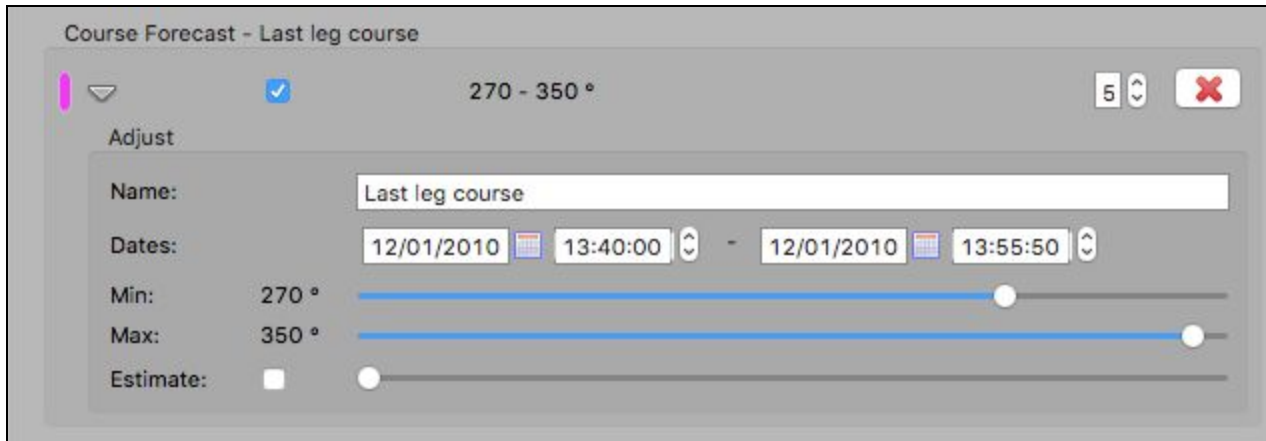 Course Forecast - Last leg course
270 - 350 ° 5
Adjust
Name: Last leg course
Dates: 12/01/2010 13:40:00 - 12/01/2010 13:55:50
Min: 270 °
Max: 350 °
Estimate: